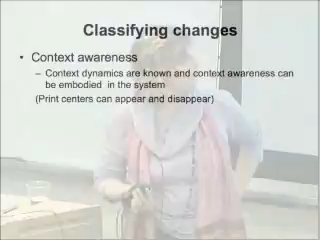 Classifying changes
• Context awareness
– Context dynamics are known and context awareness can
be embodied in the system
(Print centers can appear and disappear)